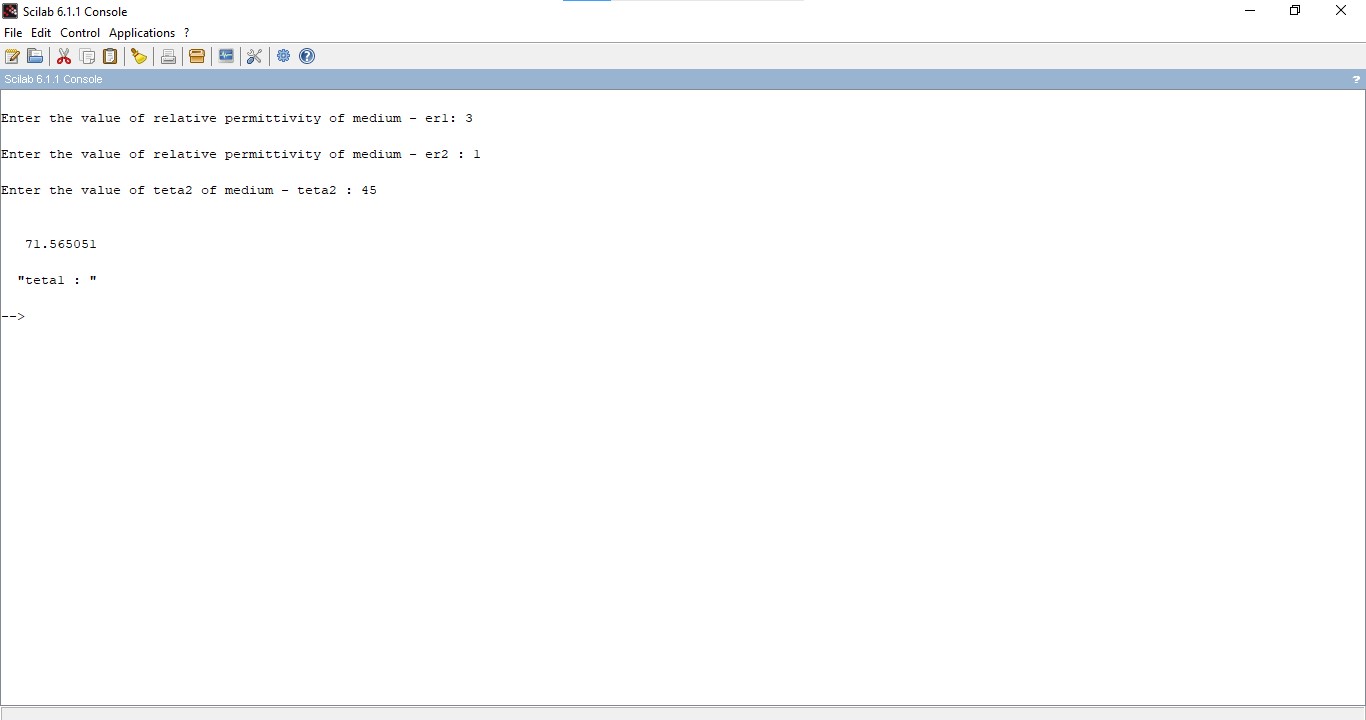 Scilab 6.1.1 Console
File Edit Control Applications ?
Scilab 6.1.1 Console ?
Enter the value of relative permittivity of medium - er1: 3
Enter the value of relative permittivity of medium - er2 : 1
Enter the value of teta2 of medium - teta2 : 45
71.565051
"teta1 : "
-->